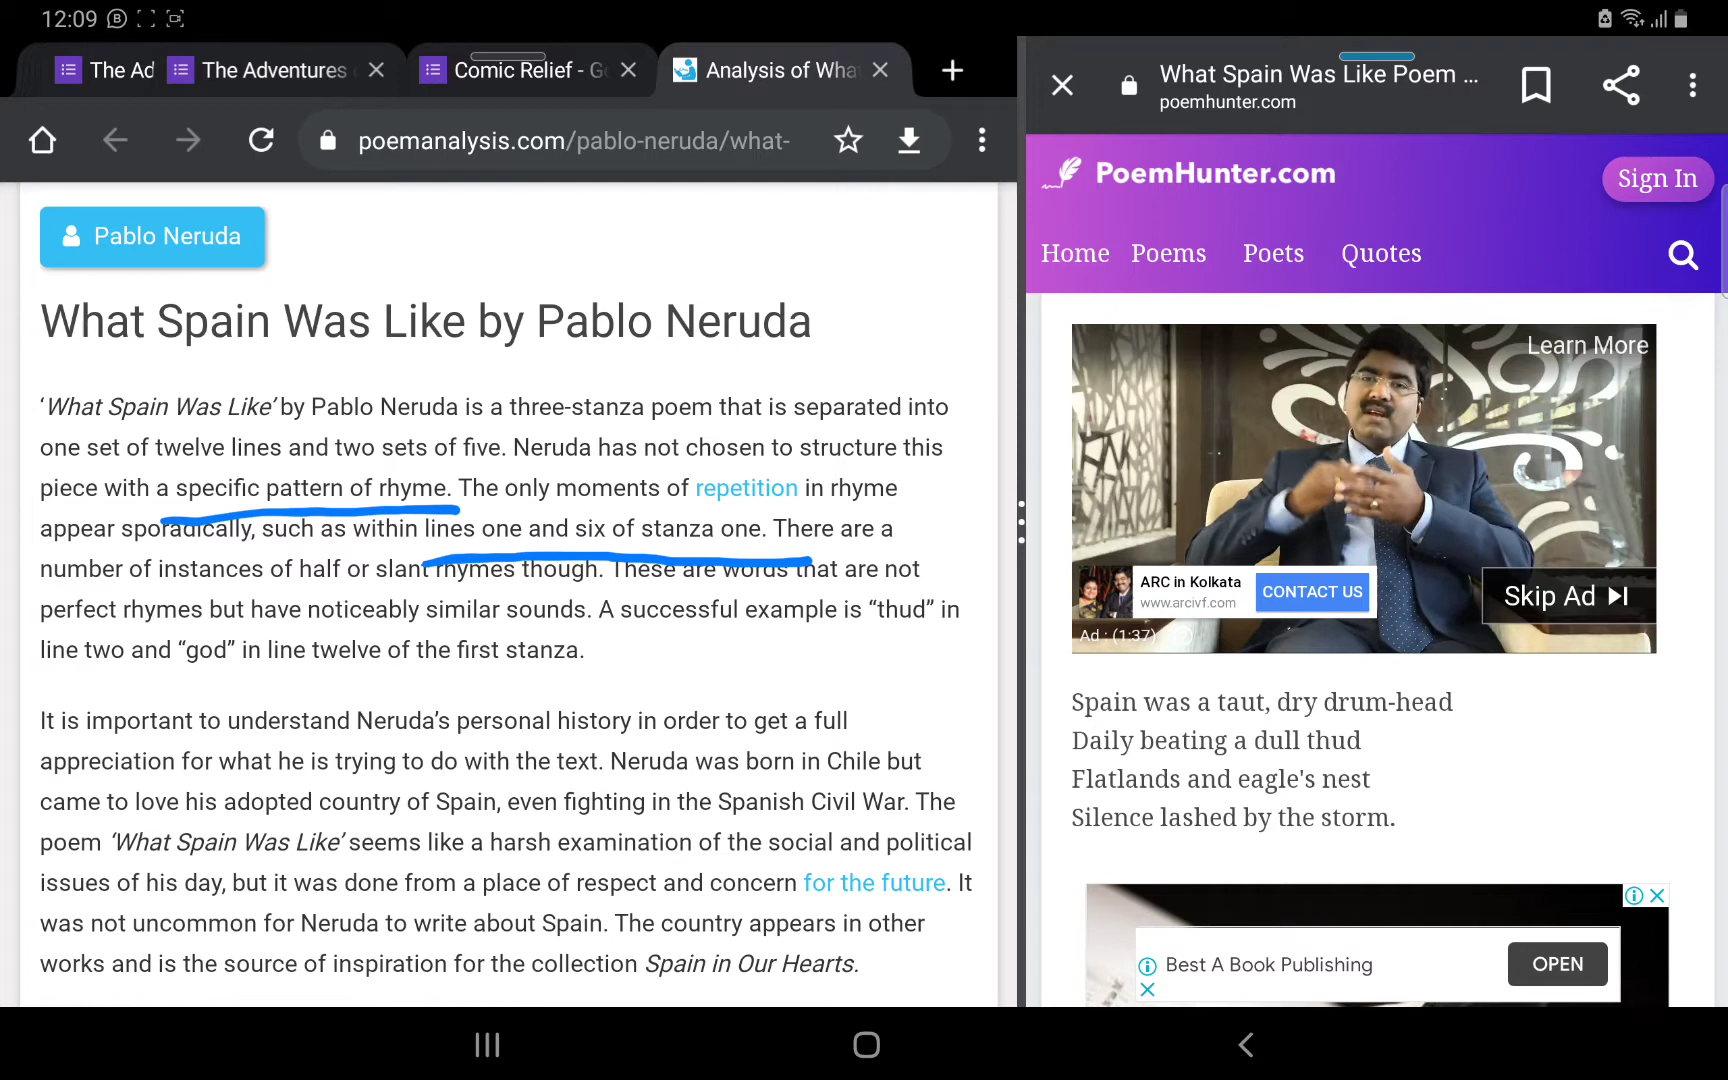 12:09
The Ad
The Adventures
Comic Relief - Go
Analysis of What
poemanalysis.com/pablo-neruda/what-
Pablo Neruda
What Spain Was Like by Pablo Neruda
‘What Spain Was Like’ by Pablo Neruda is a three-stanza poem that is separated into
one set of twelve lines and two sets of five. Neruda has not chosen to structure this
piece with a specific pattern of rhyme. The only moments of repetition in rhyme
appear sporadically, such as within lines one and six of stanza one. There are a
number of instances of half or slant rhymes though. These are words that are not
perfect rhymes but have noticeably similar sounds. A successful example is “thud” in
line two and “god” in line twelve of the first stanza.
It is important to understand Neruda’s personal history in order to get a full
appreciation for what he is trying to do with the text. Neruda was born in Chile but
came to love his adopted country of Spain, even fighting in the Spanish Civil War. The
poem ‘What Spain Was Like’ seems like a harsh examination of the social and political
issues of his day, but it was done from a place of respect and concern for the future. It
was not uncommon for Neruda to write about Spain. The country appears in other
works and is the source of inspiration for the collection Spain in Our Hearts.
What Spain Was Like Poem ...
poemhunter.com
PoemHunter.com
Sign In
Home Poems Poets Quotes
Learn More
ARC in Kolkata
www.arcivf.com
CONTACT US
Skip Ad
Ad : (1:37)
Spain was a taut, dry drum-head
Daily beating a dull thud
Flatlands and eagle's nest
Silence lashed by the storm.
Best A Book Publishing
OPEN